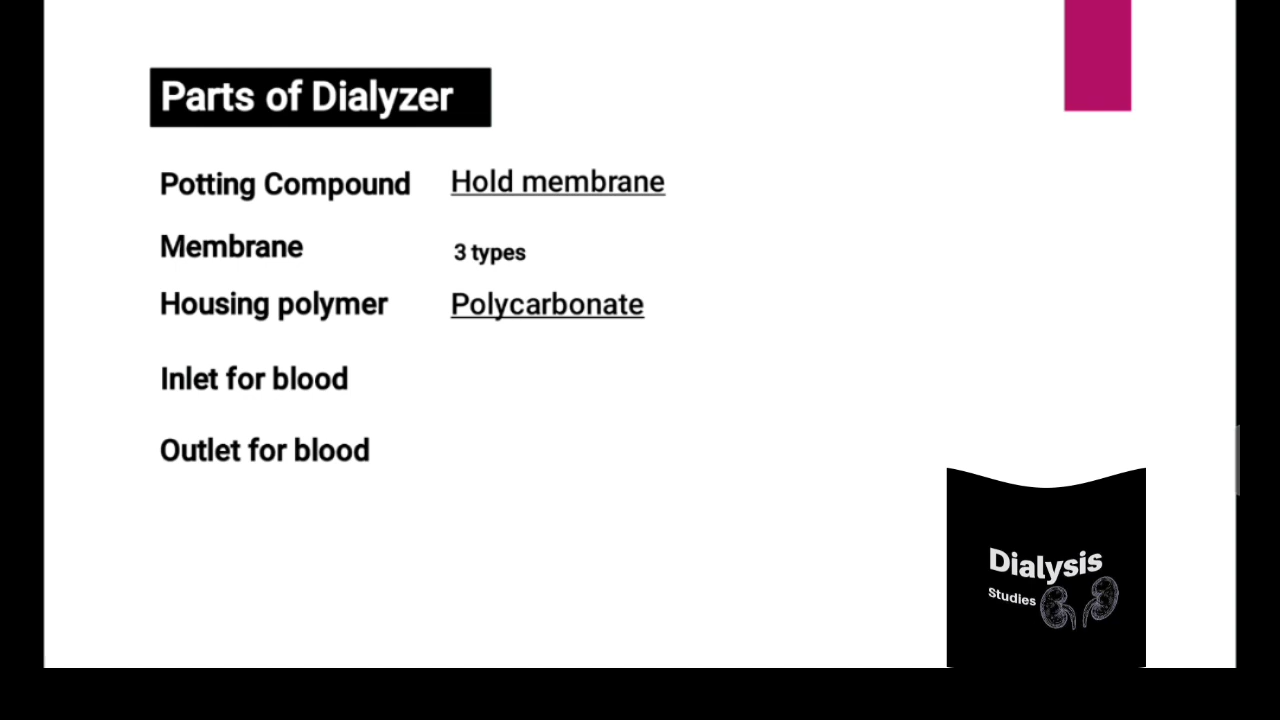 Parts of Dialyzer
Potting Compound Hold membrane
Membrane 3 types
Housing polymer Polycarbonate
Inlet for blood
Outlet for blood
Dialysis
Studies